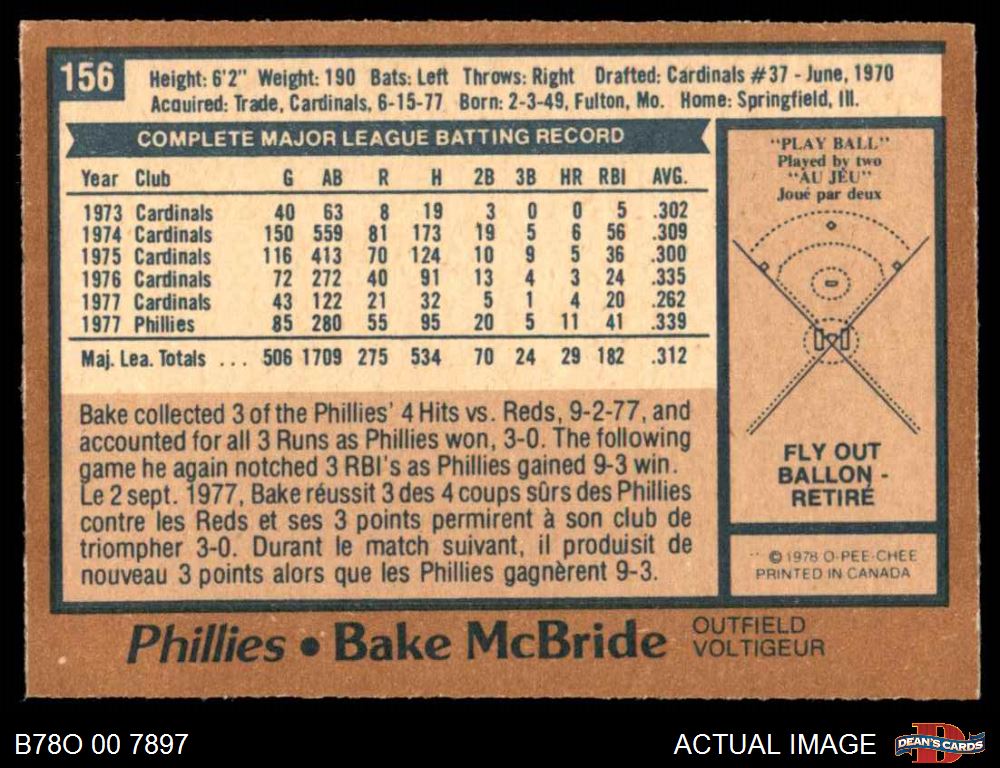 156
Height: 6'2" Weight: 190 Bats: Left Throws: Right Drafted: Cardinals #37 - June, 1970
Acquired: Trade, Cardinals, 6-15-77 Born: 2-3-49, Fulton, Mo. Home: Springfield, Ill.
COMPLETE MAJOR LEAGUE BATTING RECORD
Year Club G AB R H 2B 3B HR RBI AVG.
1973 Cardinals 40 63 8 19 3 0 0 5 .302
1974 Cardinals 150 559 81 173 19 5 6 56 .309
1975 Cardinals 116 413 70 124 10 9 5 36 .300
1976 Cardinals 72 272 40 91 13 4 3 24 .335
1977 Cardinals 43 122 21 32 5 1 4 20 .262
1977 Phillies 85 280 55 95 20 5 11 41 .339
Maj. Lea. Totals ... 506 1709 275 534 70 24 29 182 .312
Bake collected 3 of the Phillies' 4 Hits vs. Reds, 9-2-77, and
accounted for all 3 Runs as Phillies won, 3-0. The following
game he again notched 3 RBI's as Phillies gained 9-3 win.
Le 2 sept. 1977, Bake réussit 3 des 4 coups sûrs des Phillies
contre les Reds et ses 3 points permirent à son club de
triompher 3-0. Durant le match suivant, il produisit de
nouveau 3 points alors que les Phillies gagnèrent 9-3.
"PLAY BALL"
Played by two
"AU JEU"
Joué par deux
FLY OUT
BALLON -
RETIRÉ
© 1978 O-PEE-CHEE
PRINTED IN CANADA
Phillies • Bake McBride
OUTFIELD
VOLTIGEUR
B78O 00 7897
ACTUAL IMAGE
D
DEAN'S CARDS